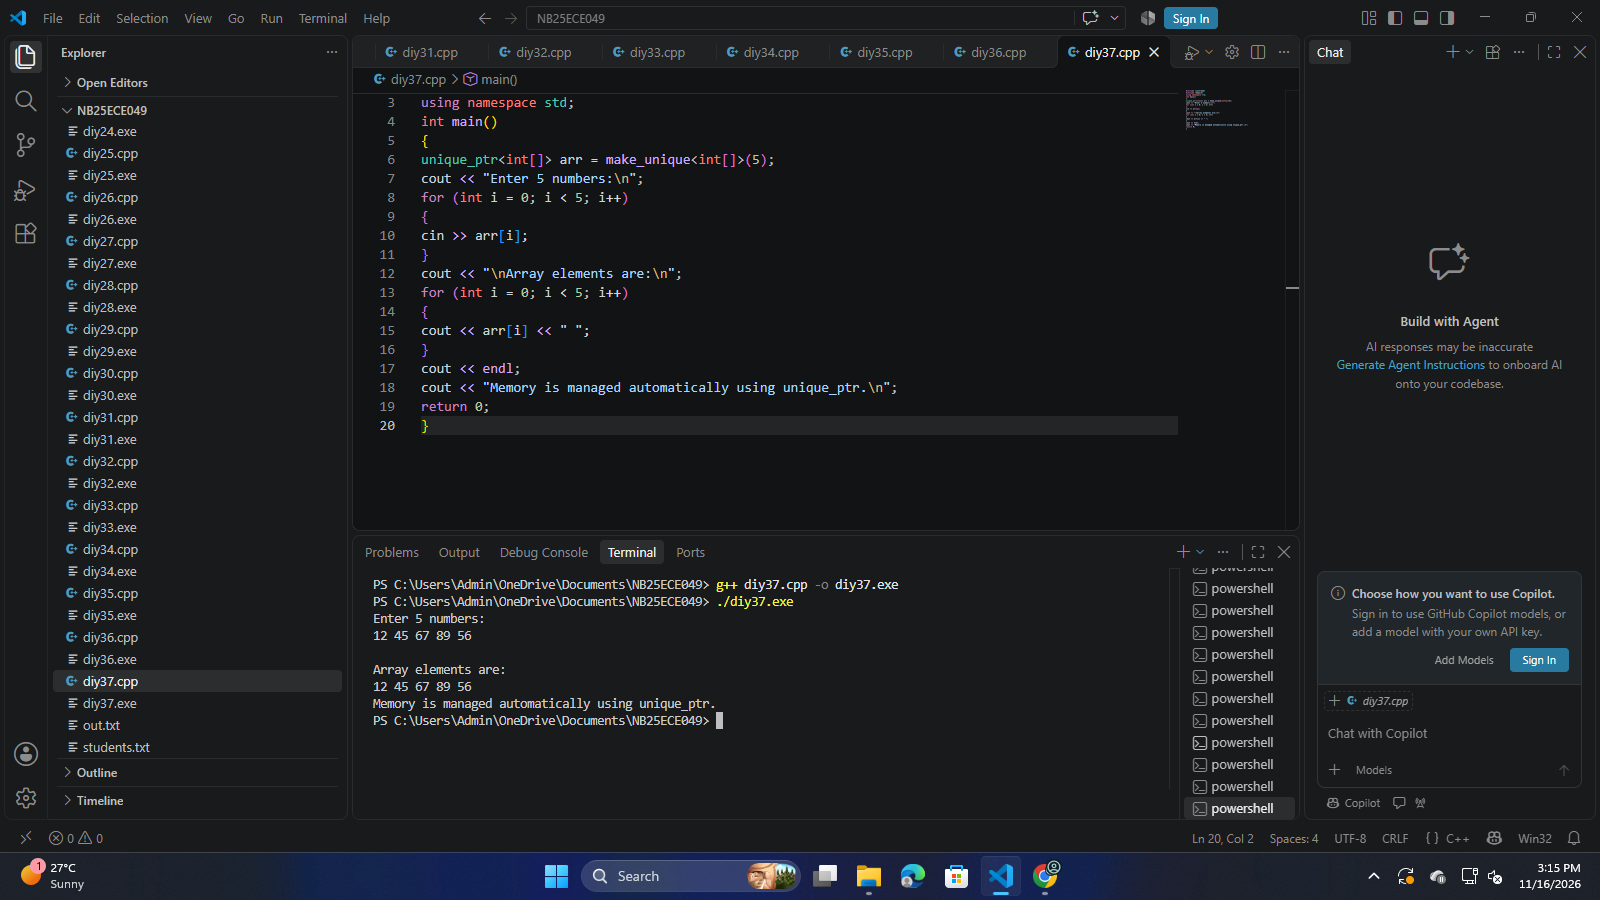 File Edit Selection View Go Run Terminal Help
NB25ECE049
Sign In
Explorer
Open Editors
NB25ECE049
diy24.exe
diy25.cpp
diy25.exe
diy26.cpp
diy26.exe
diy27.cpp
diy27.exe
diy28.cpp
diy28.exe
diy29.cpp
diy29.exe
diy30.cpp
diy30.exe
diy31.cpp
diy31.exe
diy32.cpp
diy32.exe
diy33.cpp
diy33.exe
diy34.cpp
diy34.exe
diy35.cpp
diy35.exe
diy36.cpp
diy36.exe
diy37.cpp
diy37.exe
out.txt
students.txt
Outline
Timeline
diy31.cpp diy32.cpp diy33.cpp diy34.cpp diy35.cpp diy36.cpp diy37.cpp
diy37.cpp > main()
3 using namespace std;
4 int main()
5 {
6 unique_ptr<int[]> arr = make_unique<int[]>(5);
7 cout << "Enter 5 numbers:\n";
8 for (int i = 0; i < 5; i++)
9 {
10 cin >> arr[i];
11 }
12 cout << "\nArray elements are:\n";
13 for (int i = 0; i < 5; i++)
14 {
15 cout << arr[i] << " ";
16 }
17 cout << endl;
18 cout << "Memory is managed automatically using unique_ptr.\n";
19 return 0;
20 }
Problems Output Debug Console Terminal Ports
PS C:\Users\Admin\OneDrive\Documents\NB25ECE049> g++ diy37.cpp -o diy37.exe
PS C:\Users\Admin\OneDrive\Documents\NB25ECE049> ./diy37.exe
Enter 5 numbers:
12 45 67 89 56
Array elements are:
12 45 67 89 56
Memory is managed automatically using unique_ptr.
PS C:\Users\Admin\OneDrive\Documents\NB25ECE049>
powershell
powershell
powershell
powershell
powershell
powershell
powershell
powershell
powershell
powershell
powershell
powershell
Chat
Build with Agent
AI responses may be inaccurate
Generate Agent Instructions to onboard AI
onto your codebase.
Choose how you want to use Copilot.
Sign in to use GitHub Copilot models, or
add a model with your own API key.
Add Models Sign In
diy37.cpp
Chat with Copilot
Models
Copilot
0 0
Ln 20, Col 2 Spaces: 4 UTF-8 CRLF {} C++ Win32
1
27°C
Sunny
Search
3:15 PM
11/16/2026